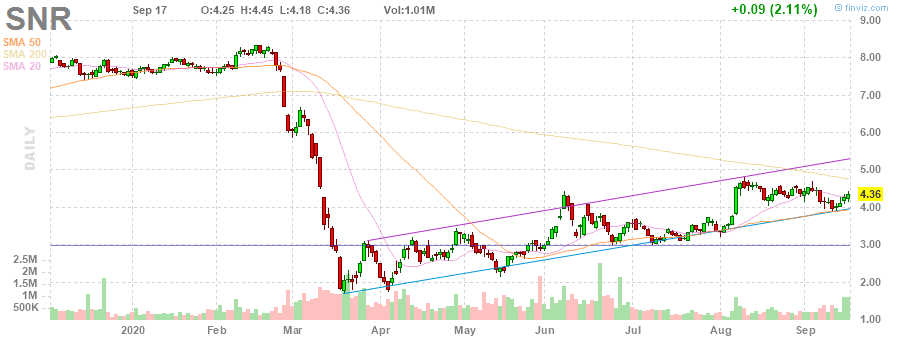 SNR Sep 17 O:4.25 H:4.45 L:4.18 C:4.36 Vol:1.01M +0.09 (2.11%) © finviz.com
SMA 50
SMA 200
SMA 20
DAILY
9.00
8.00
7.00
6.00
5.00
4.36
4.00
3.00
2.00
1.00
2.5M
2M
1.5M
1M
500K
2020 Feb Mar Apr May Jun Jul Aug Sep